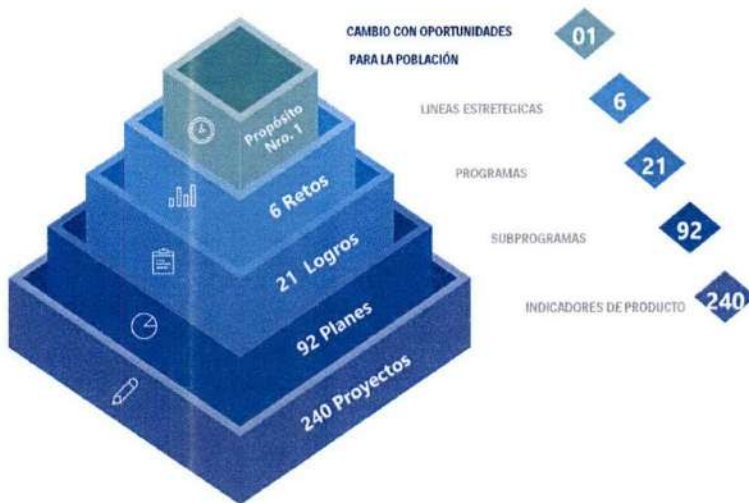 CAMBIO CON OPORTUNIDADES
PARA LA POBLACIÓN
01
LINEAS ESTRETEGICAS
6
PROGRAMAS
21
SUBPROGRAMAS
92
INDICADORES DE PRODUCTO
240
Propósito
Nro. 1
6 Retos
21 Logros
92 Planes
240 Proyectos